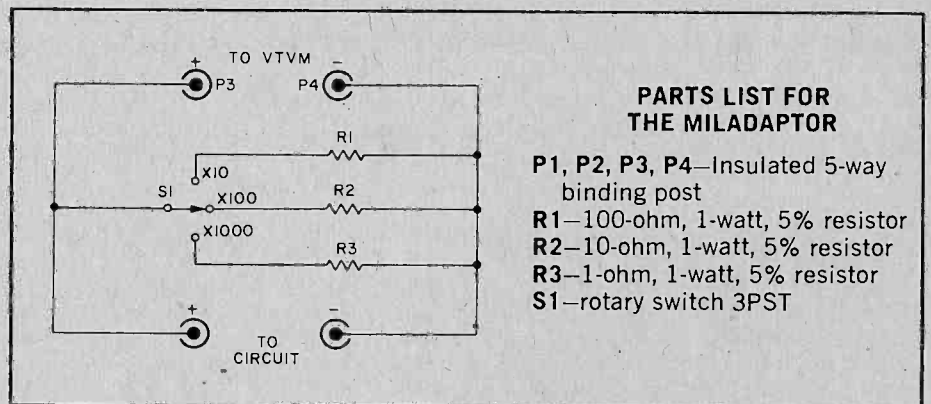 + TO VTVM -
P3 P4
R1
X10
S1 X100 R2
X1000
R3
+ -
TO
CIRCUIT
PARTS LIST FOR
THE MILADAPTOR
P1, P2, P3, P4—Insulated 5-way
binding post
R1—100-ohm, 1-watt, 5% resistor
R2—10-ohm, 1-watt, 5% resistor
R3—1-ohm, 1-watt, 5% resistor
S1—rotary switch 3PST